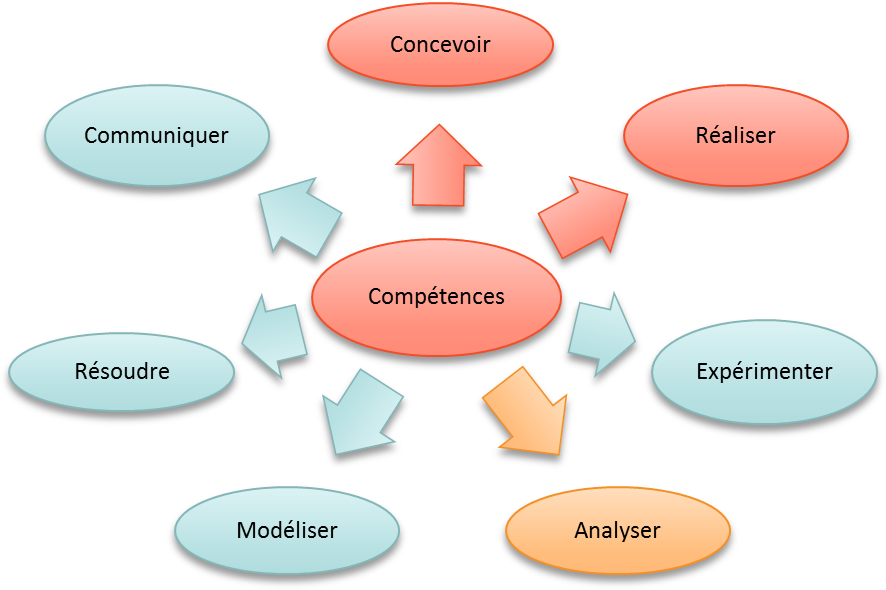 Concevoir
Communiquer
Réaliser
Compétences
Résoudre
Expérimenter
Modéliser
Analyser